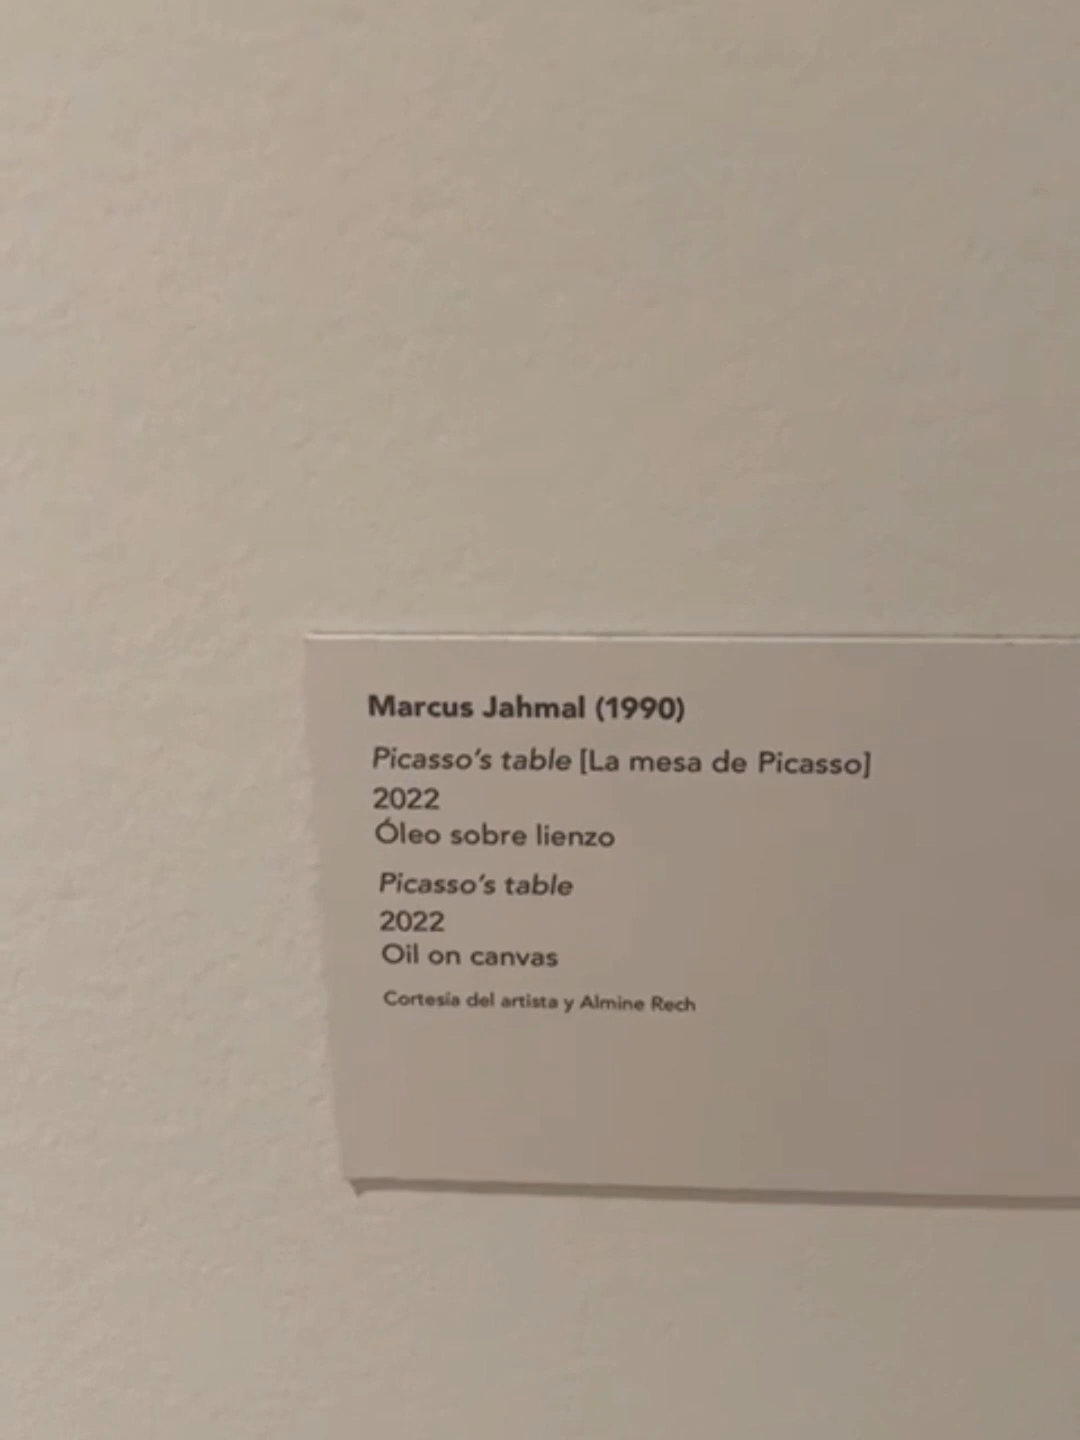 Marcus Jahmal (1990)
Picasso’s table [La mesa de Picasso]
2022
Óleo sobre lienzo
Picasso’s table
2022
Oil on canvas
Cortesía del artista y Almine Rech